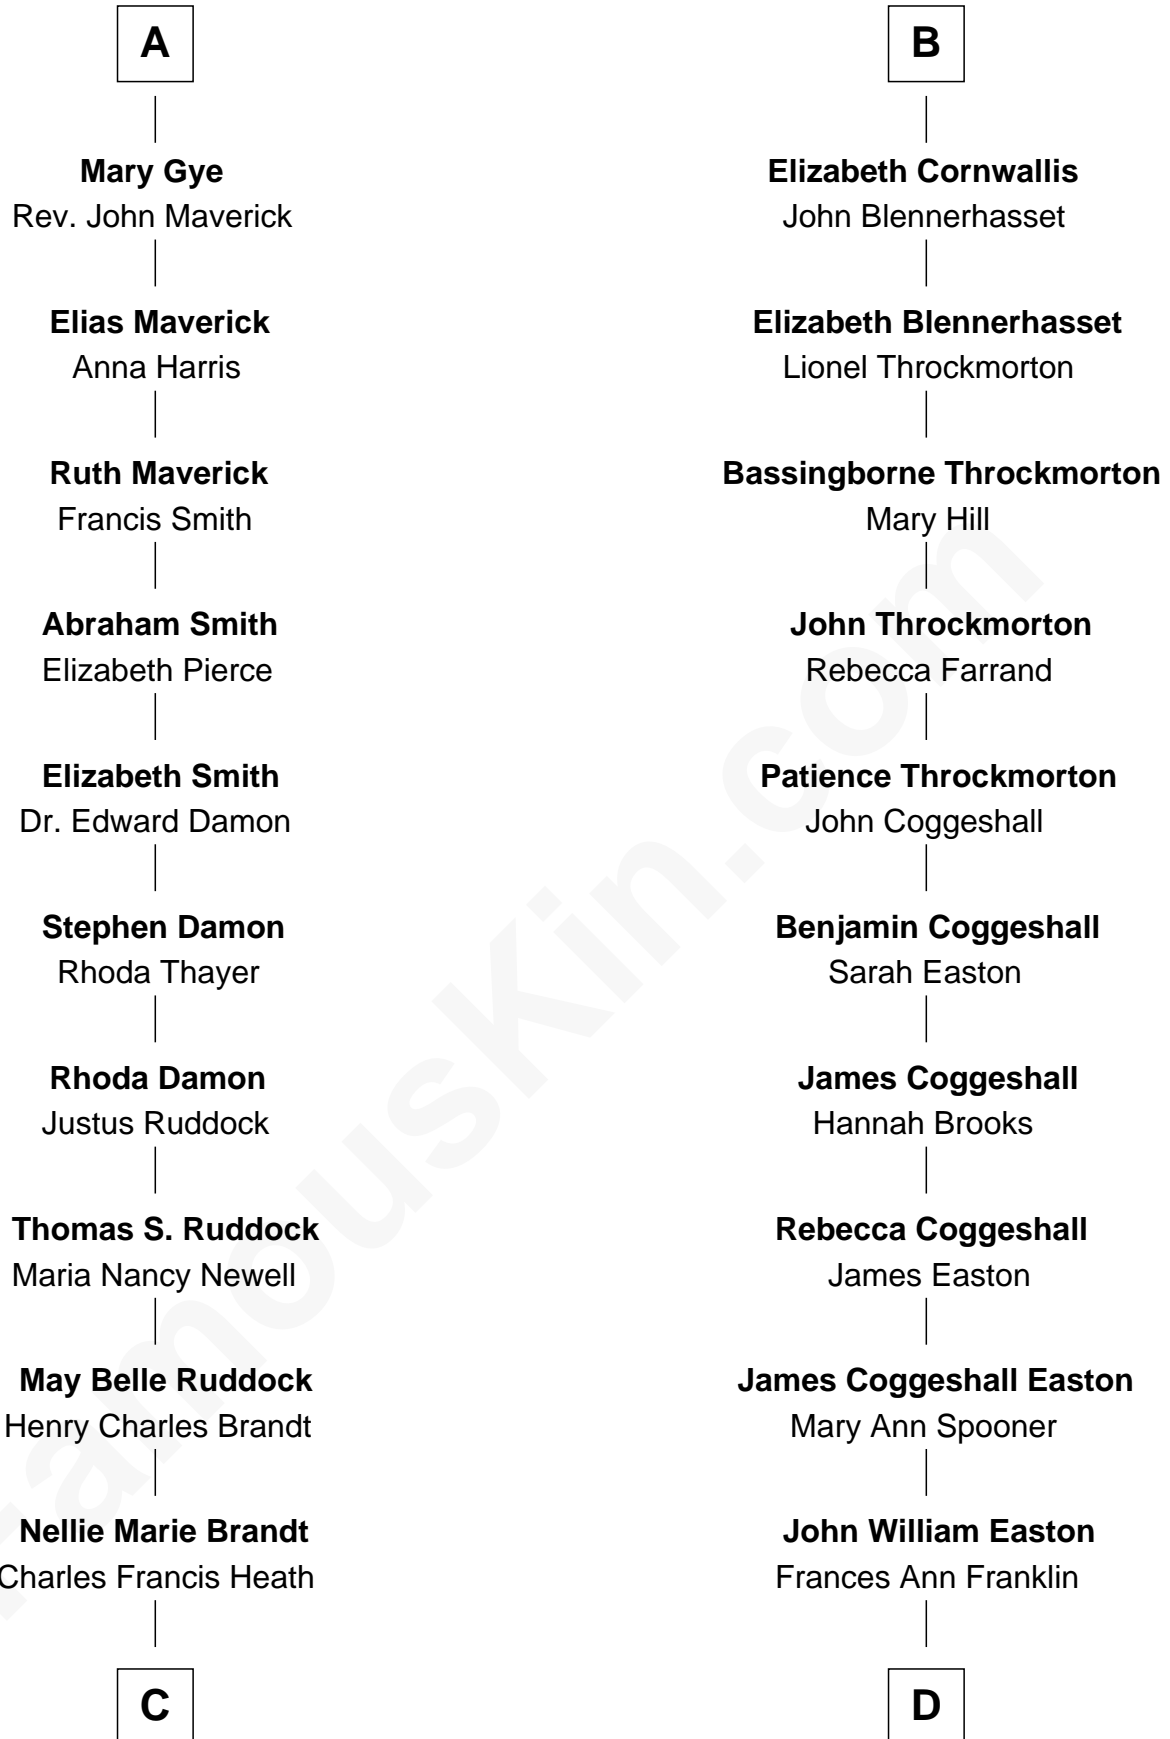 A
Mary Gye
Rev. John Maverick
Elias Maverick
Anna Harris
Ruth Maverick
Francis Smith
Abraham Smith
Elizabeth Pierce
Elizabeth Smith
Dr. Edward Damon
Stephen Damon
Rhoda Thayer
Rhoda Damon
Justus Ruddock
Thomas S. Ruddock
Maria Nancy Newell
May Belle Ruddock
Henry Charles Brandt
Nellie Marie Brandt
Charles Francis Heath
C
B
Elizabeth Cornwallis
John Blennerhasset
Elizabeth Blennerhasset
Lionel Throckmorton
Bassingborne Throckmorton
Mary Hill
John Throckmorton
Rebecca Farrand
Patience Throckmorton
John Coggeshall
Benjamin Coggeshall
Sarah Easton
James Coggeshall
Hannah Brooks
Rebecca Coggeshall
James Easton
James Coggeshall Easton
Mary Ann Spooner
John William Easton
Frances Ann Franklin
D
FamousKin.com